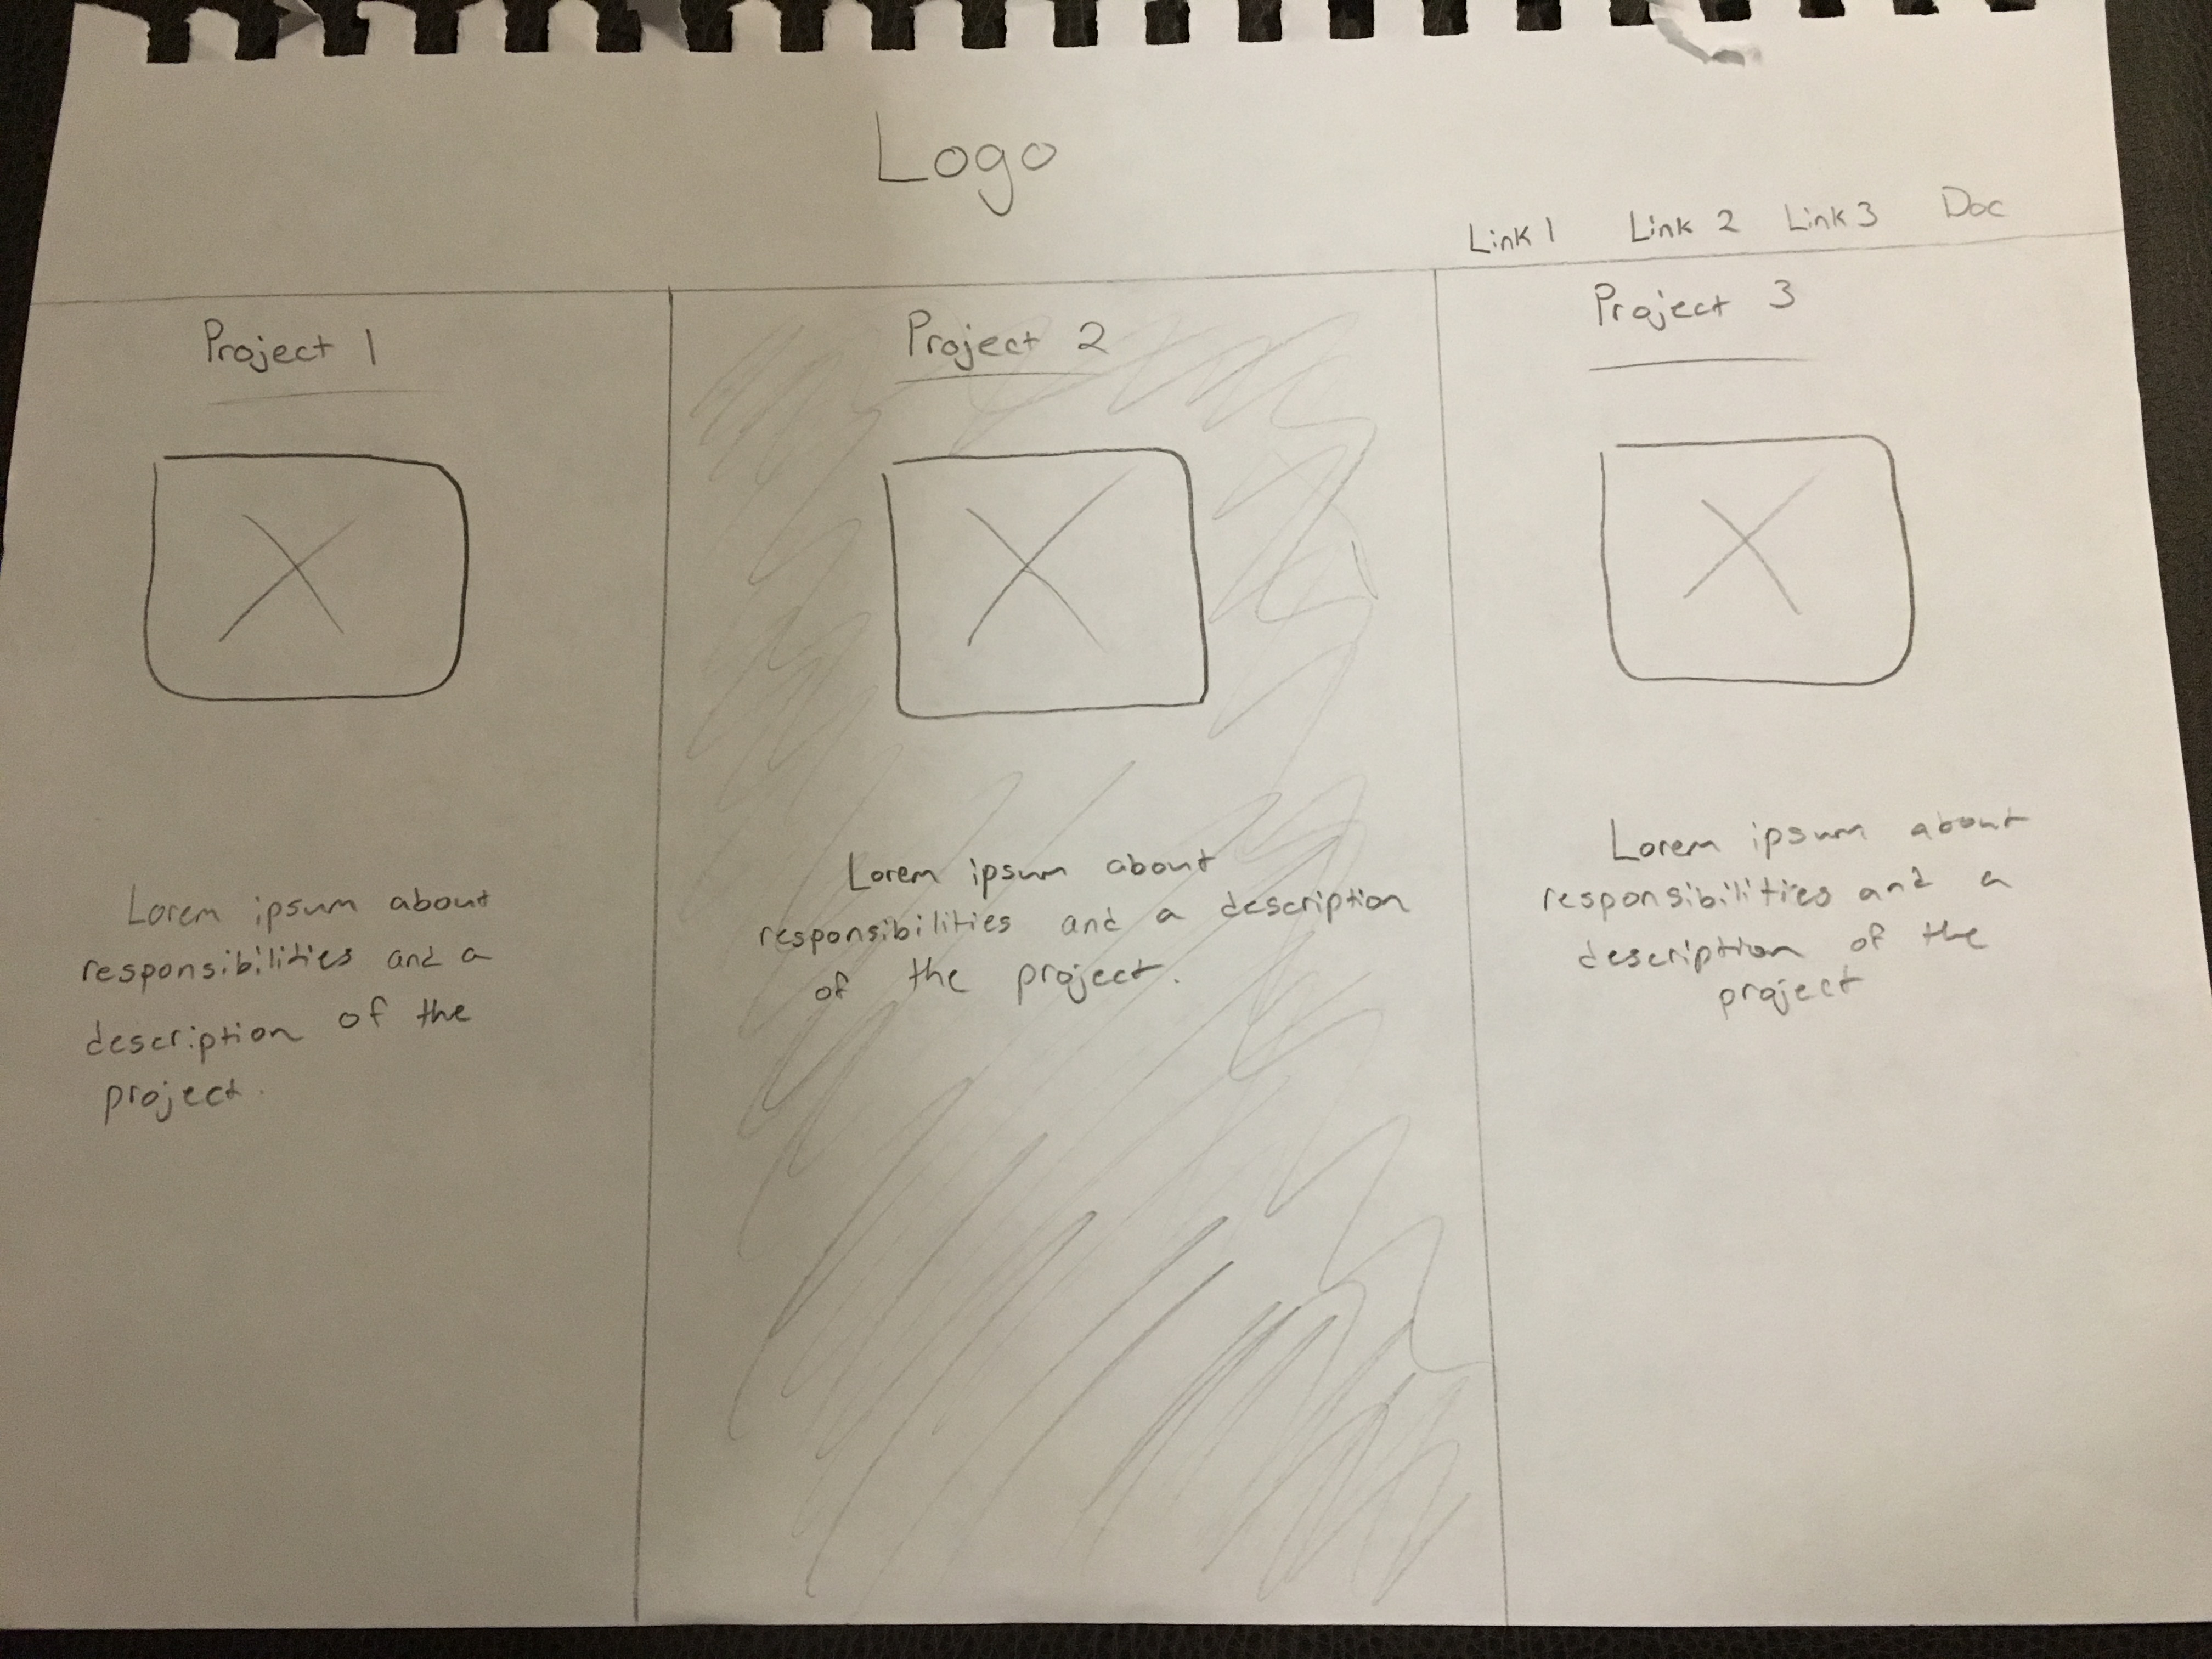 Logo
Link 1 Link 2 Link 3 Doc
Project 1
Lorem ipsum about
responsibilities and a
description of the
project.
Project 2
Lorem ipsum about
responsibilities and a description
of the project.
Project 3
Lorem ipsum about
responsibilities and a
description of the
project